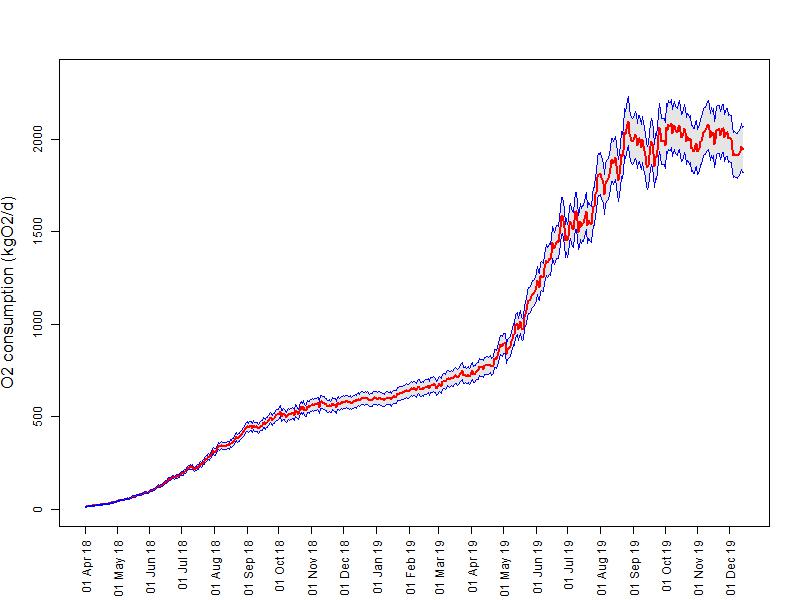 O2 consumption (kgO2/d)
2000
1500
1000
500
0
01 Apr 18
01 May 18
01 Jun 18
01 Jul 18
01 Aug 18
01 Sep 18
01 Oct 18
01 Nov 18
01 Dec 18
01 Jan 19
01 Feb 19
01 Mar 19
01 Apr 19
01 May 19
01 Jun 19
01 Jul 19
01 Aug 19
01 Sep 19
01 Oct 19
01 Nov 19
01 Dec 19